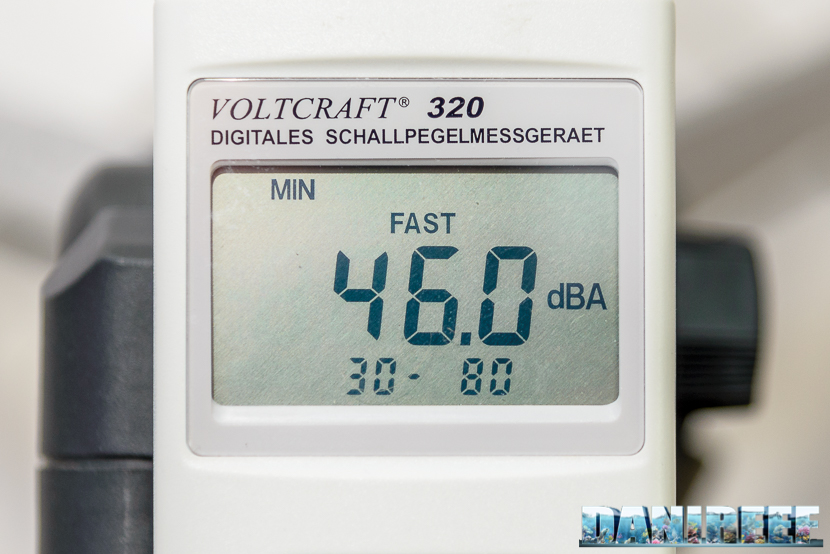 VOLTCRAFT® 320
DIGITALES SCHALLPEGELMESSGERAET
MIN
FAST
46.0 dBA
30 - 80
DANIREEF